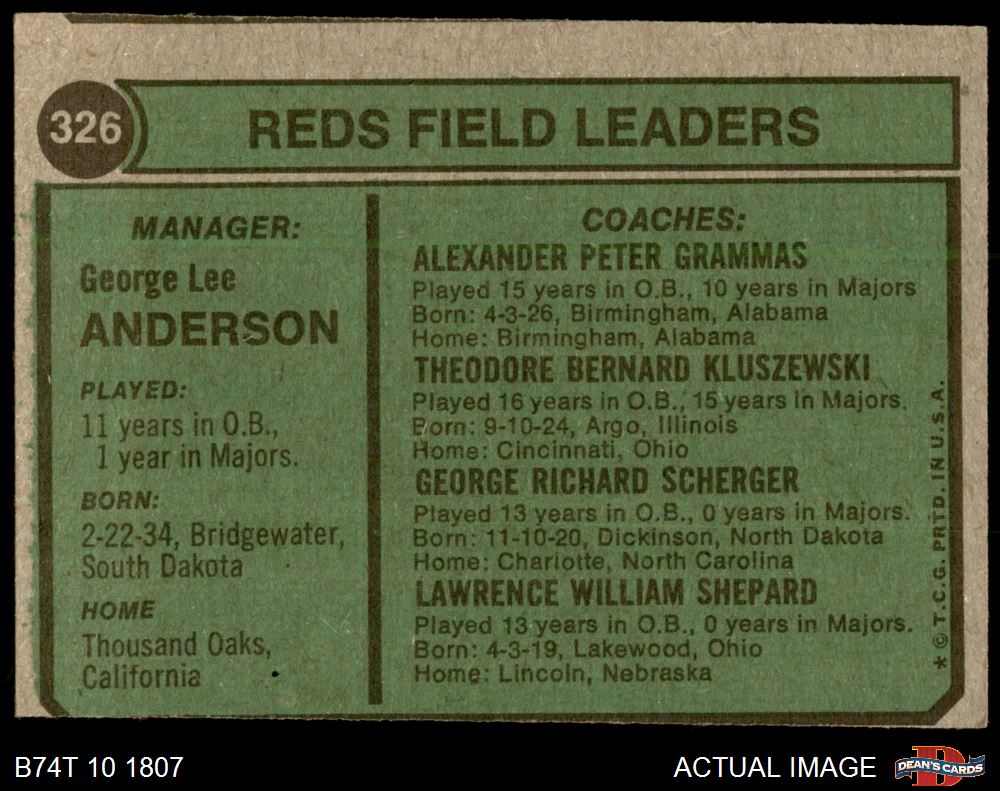 326
REDS FIELD LEADERS
MANAGER:
George Lee
ANDERSON
PLAYED:
11 years in O.B.,
1 year in Majors.
BORN:
2-22-34, Bridgewater,
South Dakota
HOME
Thousand Oaks,
California
COACHES:
ALEXANDER PETER GRAMMAS
Played 15 years in O.B., 10 years in Majors
Born: 4-3-26, Birmingham, Alabama
Home: Birmingham, Alabama
THEODORE BERNARD KLUSZEWSKI
Played 16 years in O.B., 15 years in Majors.
Born: 9-10-24, Argo, Illinois
Home: Cincinnati, Ohio
GEORGE RICHARD SCHERGER
Played 13 years in O.B., 0 years in Majors.
Born: 11-10-20, Dickinson, North Dakota
Home: Charlotte, North Carolina
LAWRENCE WILLIAM SHEPARD
Played 13 years in O.B., 0 years in Majors.
Born: 4-3-19, Lakewood, Ohio
Home: Lincoln, Nebraska
* © T.C.G. PRTD. IN U.S.A.
B74T 10 1807
ACTUAL IMAGE
D
DEAN'S CARDS